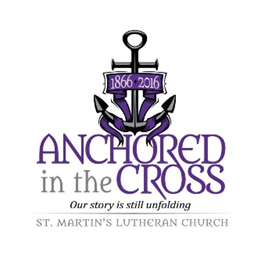 1866 2016
ANCHORED
in the CROSS
Our story is still unfolding
ST. MARTIN'S LUTHERAN CHURCH